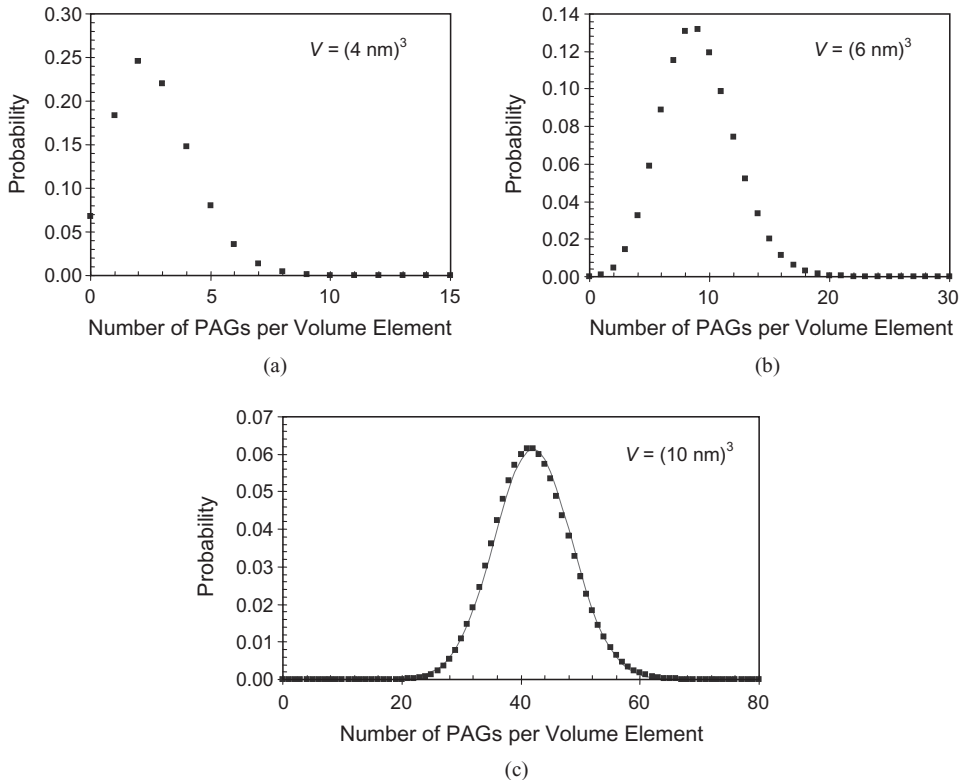 0.30
0.25
0.20
0.15
0.10
0.05
0.00
Probability
V = (4 nm)³
0 5 10 15
Number of PAGs per Volume Element
(a)
0.14
0.12
0.10
0.08
0.06
0.04
0.02
0.00
Probability
V = (6 nm)³
0 10 20 30
Number of PAGs per Volume Element
(b)
0.07
0.06
0.05
0.04
0.03
0.02
0.01
0.00
Probability
V = (10 nm)³
0 20 40 60 80
Number of PAGs per Volume Element
(c)